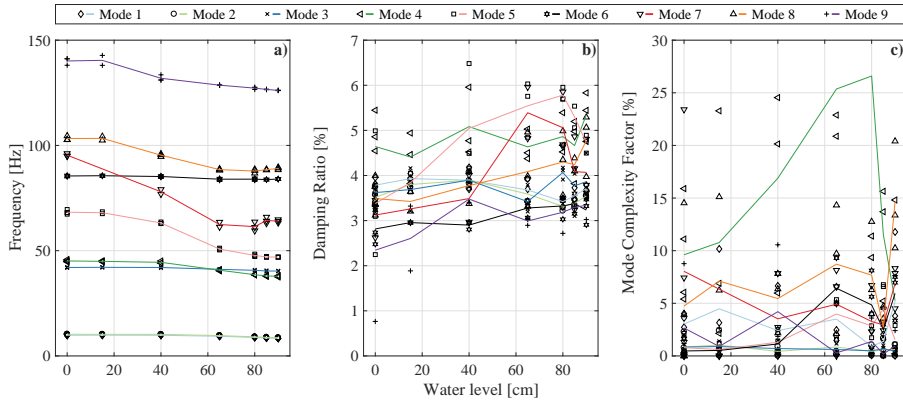 Mode 1 Mode 2 Mode 3 Mode 4 Mode 5 Mode 6 Mode 7 Mode 8 Mode 9
a)
150
100
50
0
0 20 40 60 80
Frequency [Hz]
b)
7
6
5
4
3
2
1
0
0 20 40 60 80
Damping Ratio [%]
Water level [cm]
c)
30
25
20
15
10
5
0
0 20 40 60 80
Mode Complexity Factor [%]